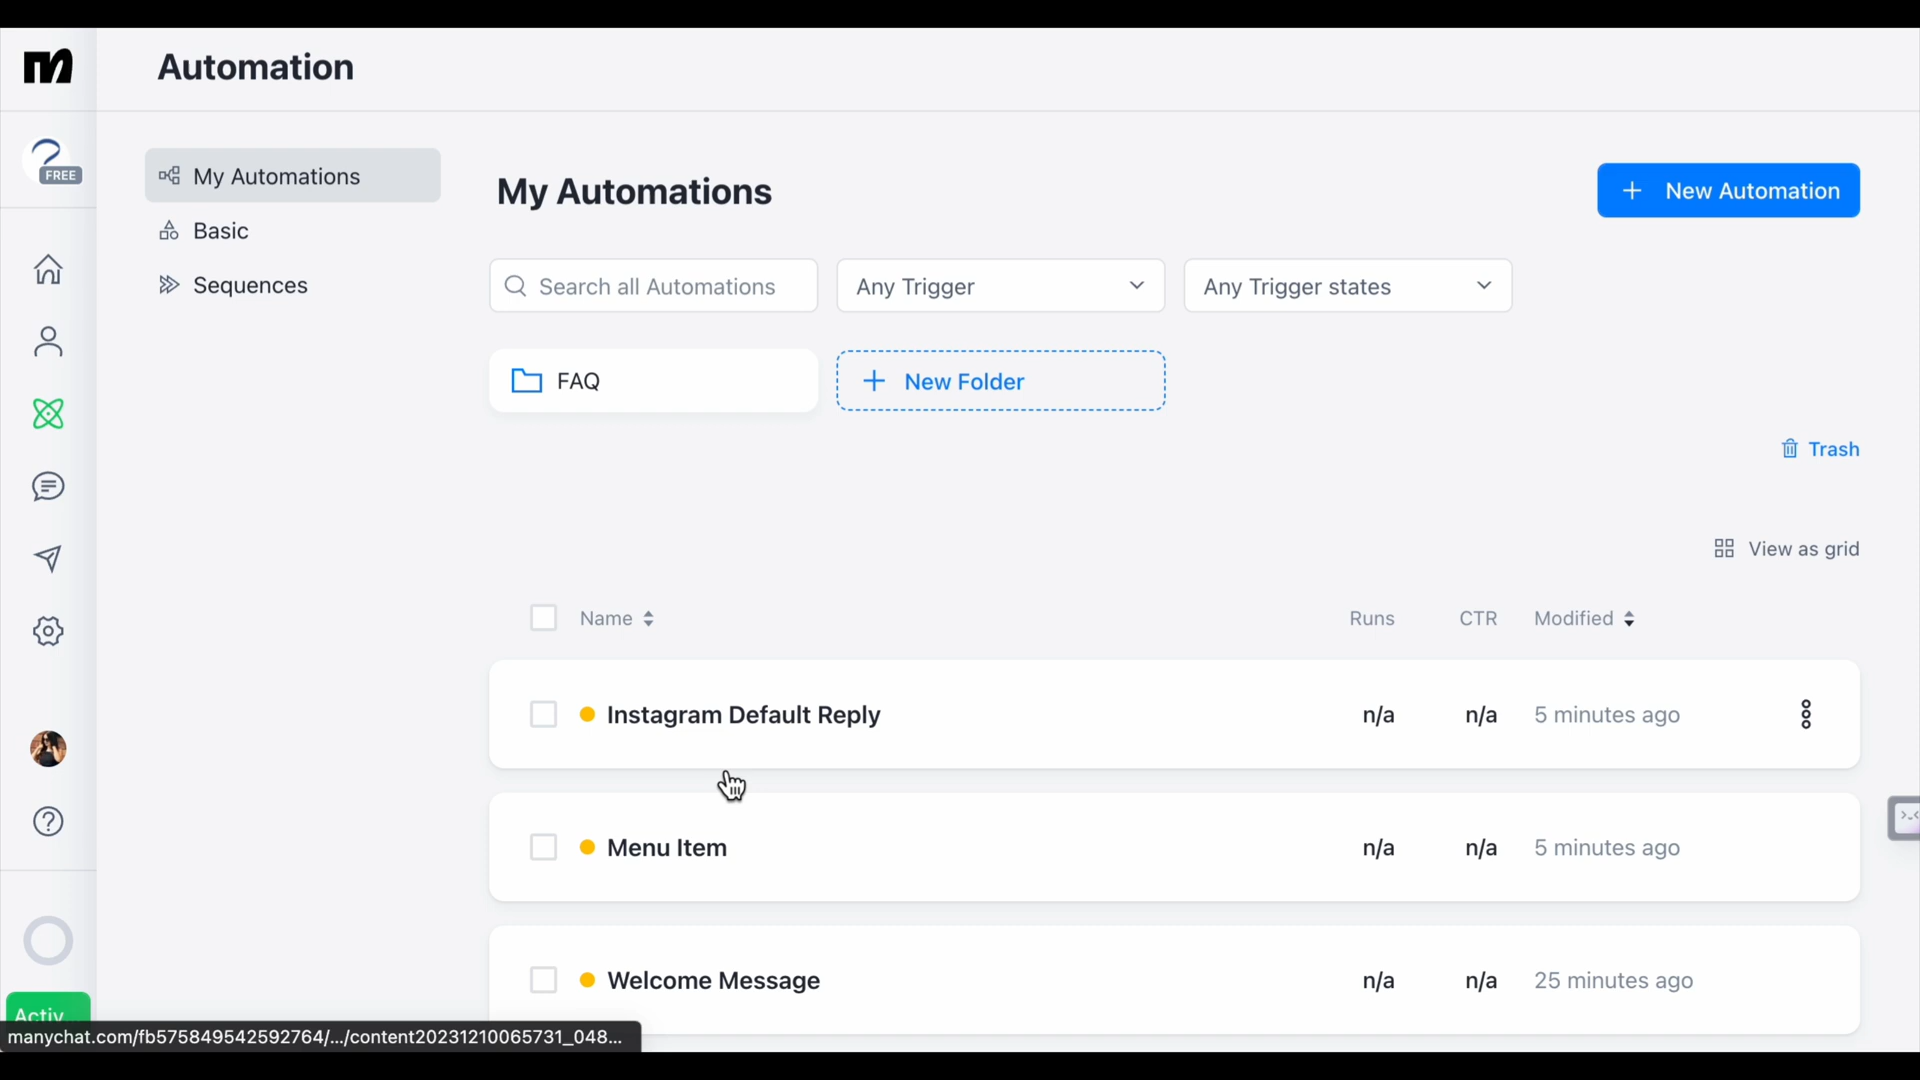 Automation
FREE
My Automations
Basic
Sequences
My Automations
+ New Automation
Search all Automations
Any Trigger
Any Trigger states
FAQ
+ New Folder
Trash
View as grid
Name
Runs
CTR
Modified
Instagram Default Reply
n/a
n/a
5 minutes ago
Menu Item
n/a
n/a
5 minutes ago
Welcome Message
n/a
n/a
25 minutes ago
Activ...
manychat.com/fb575849542592764/.../content20231210065731_048...